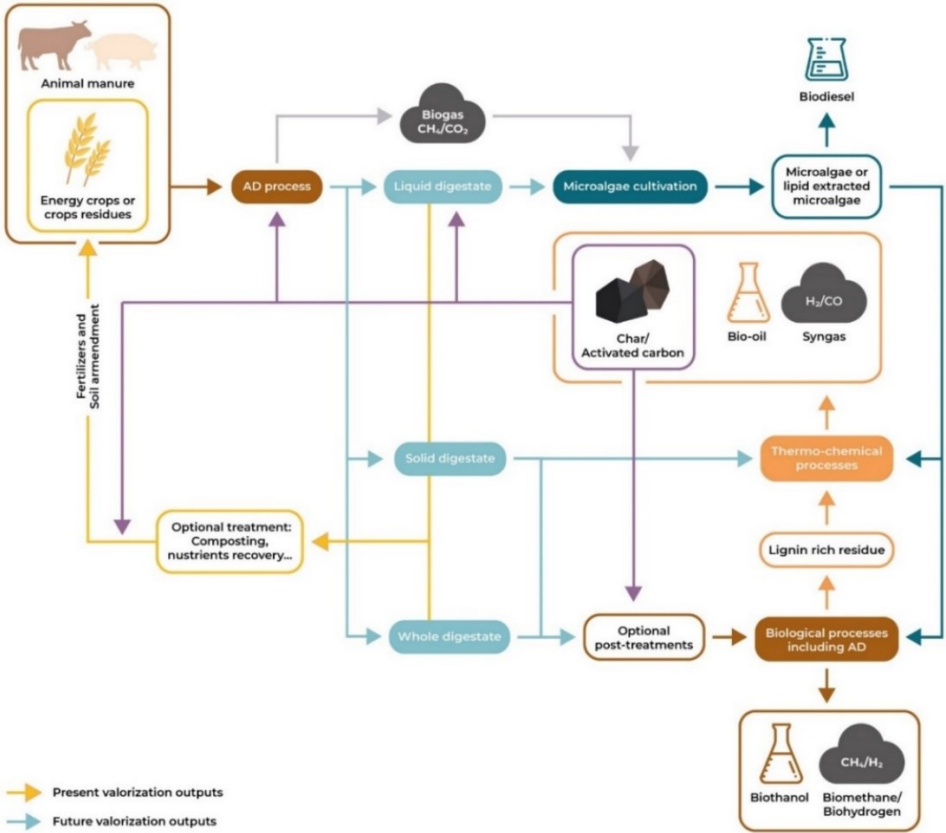 Animal manure
Energy crops or
crops residues
Biogas
CH₄/CO₂
Biodiesel
AD process
Liquid digestate
Microalgae cultivation
Microalgae or
lipid extracted
microalgae
Fertilizers and
Soil armendment
Char/
Activated carbon
Bio-oil
H₂/CO
Syngas
Solid digestate
Thermo-chemical
processes
Optional treatment:
Composting,
nustrients recovery...
Lignin rich residue
Whole digestate
Optional
post-treatments
Biological processes
including AD
Biothanol
CH₄/H₂
Biomethane/
Biohydrogen
Present valorization outputs
Future valorization outputs